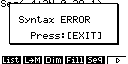 Syntax ERROR
Press:[EXIT]
List L→M Dim Fill Seq ▷